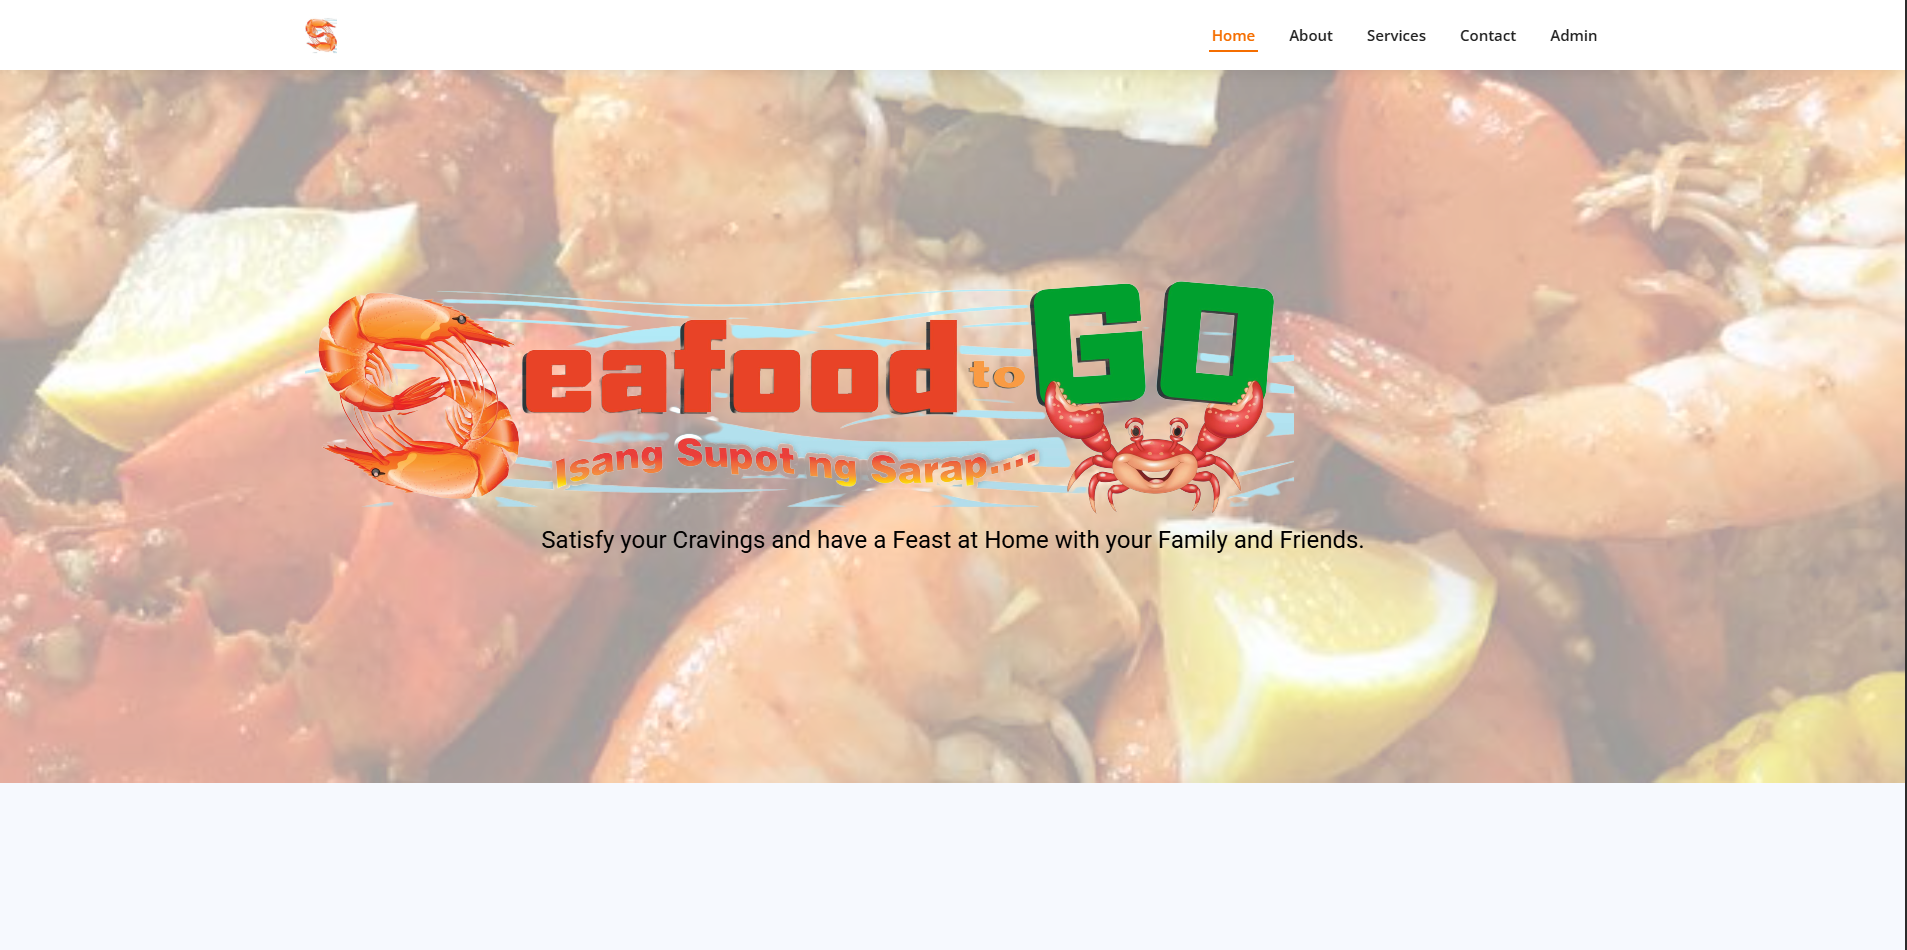 Home About Services Contact Admin
eafood to GO
Isang Supot ng Sarap....
Satisfy your Cravings and have a Feast at Home with your Family and Friends.